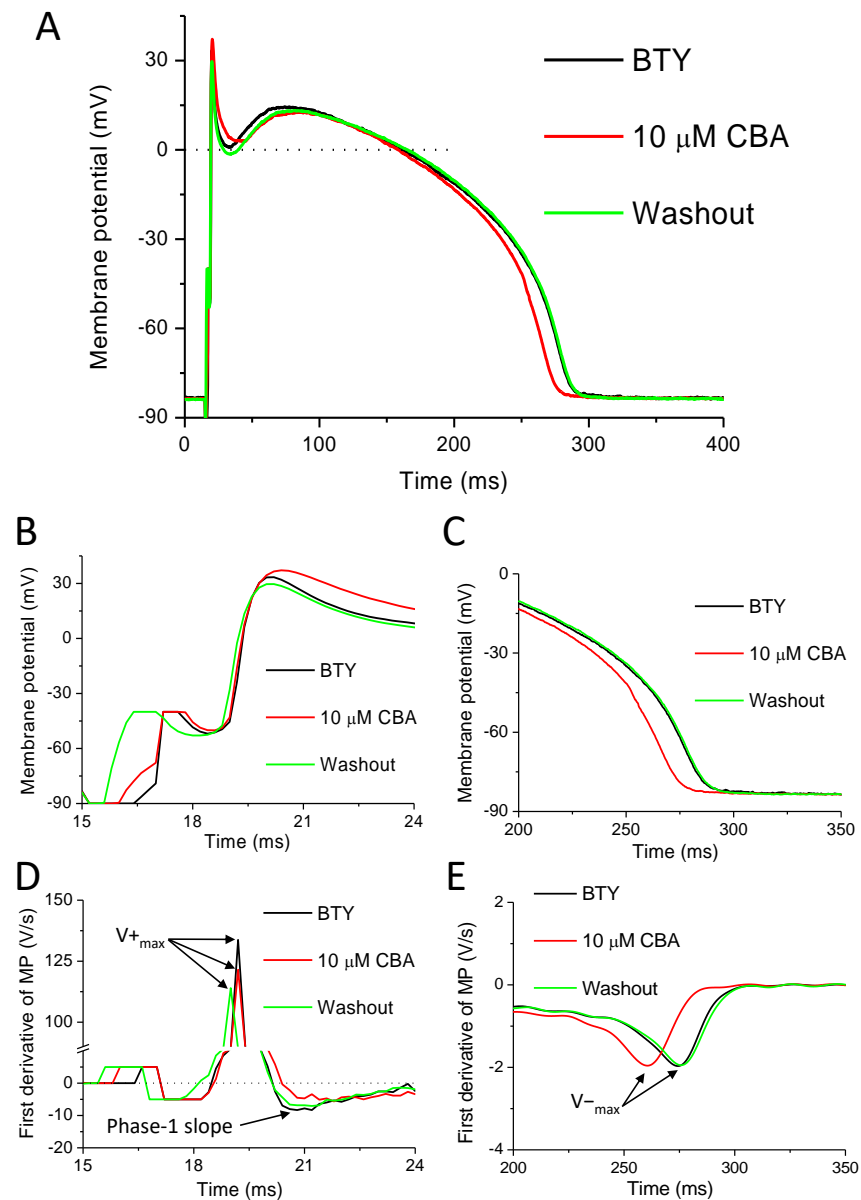 A
Membrane potential (mV)
30
0
-30
-60
-90
0
100
200
300
400
Time (ms)
BTY
10 μM CBA
Washout
B
Membrane potential (mV)
30
0
-30
-60
-90
15
18
21
24
Time (ms)
BTY
10 μM CBA
Washout
C
Membrane potential (mV)
0
-30
-60
-90
200
250
300
350
Time (ms)
BTY
10 μM CBA
Washout
D
First derivative of MP (V/s)
150
125
100
0
-10
-20
15
18
21
24
Time (ms)
V+max
Phase-1 slope
BTY
10 μM CBA
Washout
E
First derivative of MP (V/s)
2
0
-2
-4
200
250
300
350
Time (ms)
BTY
10 μM CBA
Washout
V−max